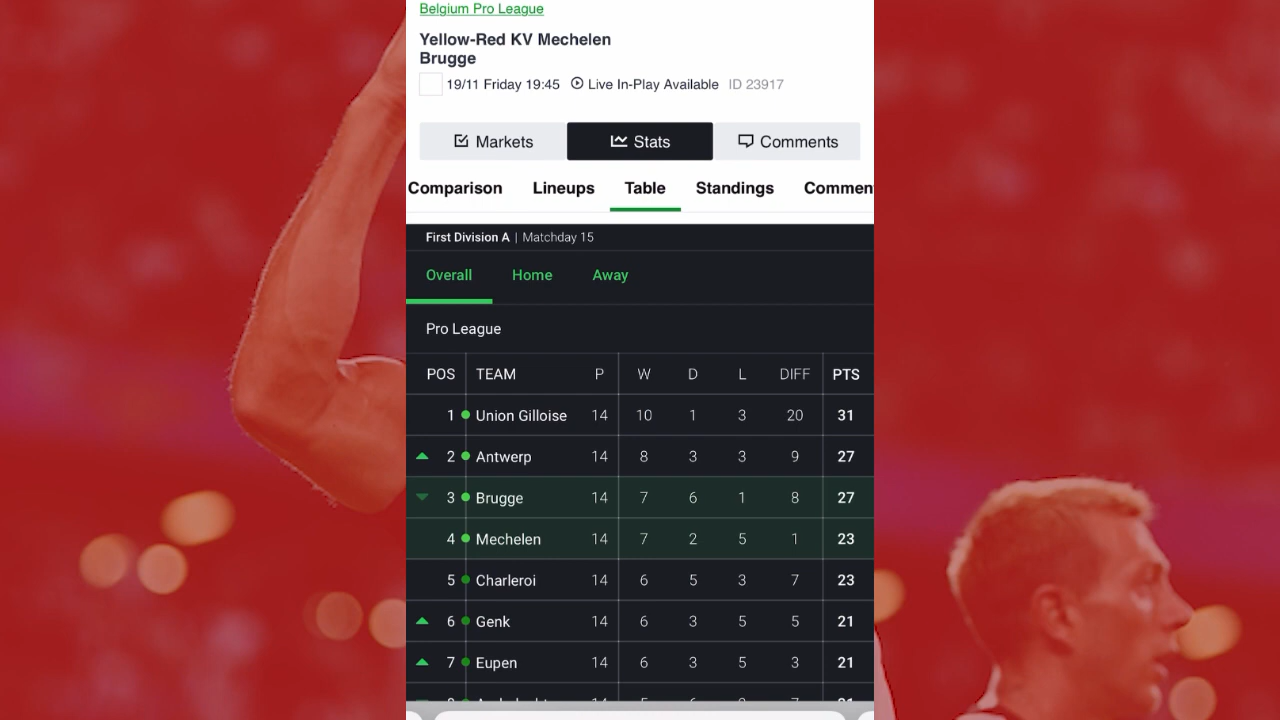 Belgium Pro League
Yellow-Red KV Mechelen
Brugge
19/11 Friday 19:45 Live In-Play Available ID 23917
Markets Stats Comments
Comparison Lineups Table Standings Commen
First Division A | Matchday 15
Overall Home Away
Pro League
POS TEAM P W D L DIFF PTS
1 Union Gilloise 14 10 1 3 20 31
2 Antwerp 14 8 3 3 9 27
3 Brugge 14 7 6 1 8 27
4 Mechelen 14 7 2 5 1 23
5 Charleroi 14 6 5 3 7 23
6 Genk 14 6 3 5 5 21
7 Eupen 14 6 3 5 3 21